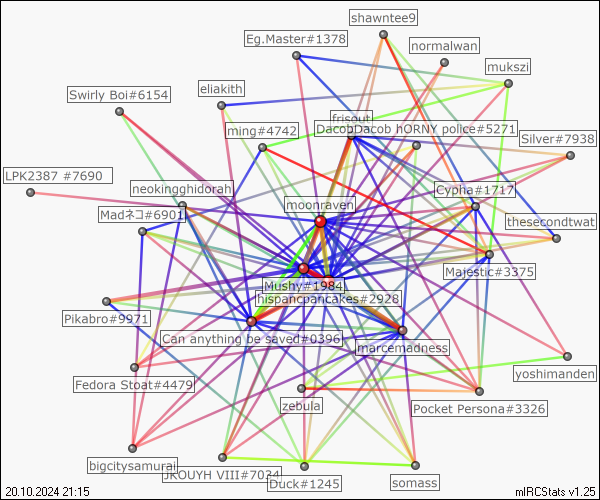 shawntee9
Eg.Master#1378
normalwan
mukszi
eliakith
Swirly Boi#6154
frisout
ming#4742
DacobDacob hORNY police#5271
Silver#7938
LPK2387 #7690
neokingghidorah
Cypha#1717
moonraven
Madネコ#6901
thesecondtwat
Majestic#3375
Mushy#1984
hispancpancakes#2928
Pikabro#9971
Can anything be saved#0396
marcemadness
yoshimanden
Fedora Stoat#4479
zebula
Pocket Persona#3326
bigcitysamurai
JKOUYH VIII#7034
Duck#1245
somass
20.10.2024 21:15
mIRCStats v1.25